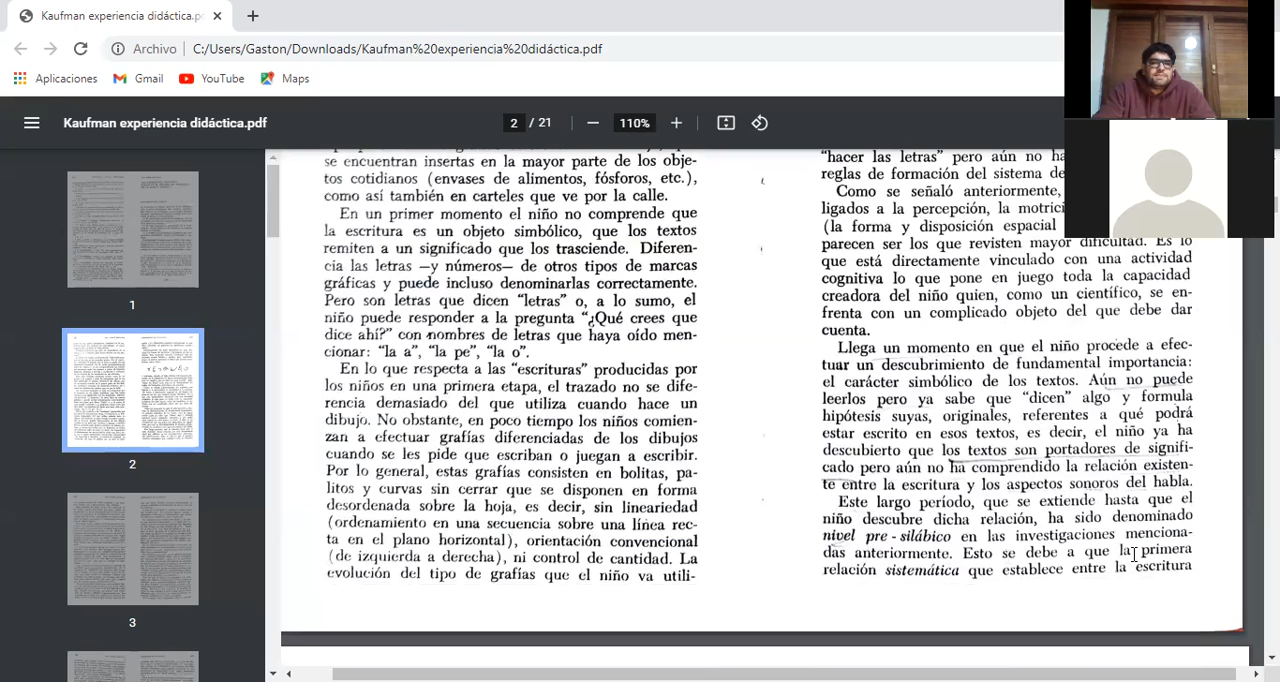 Kaufman experiencia didáctica.p
Archivo
C:/Users/Gaston/Downloads/Kaufman%20experiencia%20didáctica.pdf
Aplicaciones
Gmail
YouTube
Maps
Kaufman experiencia didáctica.pdf
2 / 21
110%
1
2
3
se encuentran insertas en la mayor parte de los obje-
tos cotidianos (envases de alimentos, fósforos, etc.),
como así también en carteles que ve por la calle.
En un primer momento el niño no comprende que
la escritura es un objeto simbólico, que los textos
remiten a un significado que los trasciende. Diferen-
cia las letras —y números— de otros tipos de marcas
gráficas y puede incluso denominarlas correctamente.
Pero son letras que dicen "letras" o, a lo sumo, el
niño puede responder a la pregunta "¿Qué crees que
dice ahí?" con nombres de letras que haya oído men-
cionar: "la a", "la pe", "la o".
En lo que respecta a las "escrituras" producidas por
los niños en una primera etapa, el trazado no se dife-
rencia demasiado del que utiliza cuando hace un
dibujo. No obstante, en poco tiempo los niños comien-
zan a efectuar grafías diferenciadas de los dibujos
cuando se les pide que escriban o juegan a escribir.
Por lo general, estas grafías consisten en bolitas, pa-
litos y curvas sin cerrar que se disponen en forma
desordenada sobre la hoja, es decir, sin linearidad
(ordenamiento en una secuencia sobre una línea rec-
ta en el plano horizontal), orientación convencional
(de izquierda a derecha), ni control de cantidad. La
evolución del tipo de grafías que el niño va utili-
"hacer las letras" pero aún no ha
reglas de formación del sistema de
Como se señaló anteriormente,
ligados a la percepción, la motrici
(la forma y disposición espacial
parecen ser los que revisten mayor dificultad. Es lo
que está directamente vinculado con una actividad
cognitiva lo que pone en juego toda la capacidad
creadora del niño quien, como un científico, se en-
frenta con un complicado objeto del que debe dar
cuenta.
Llega un momento en que el niño procede a efec-
tuar un descubrimiento de fundamental importancia:
el carácter simbólico de los textos. Aún no puede
leerlos pero ya sabe que "dicen" algo y formula
hipótesis suyas, originales, referentes a qué podrá
estar escrito en esos textos, es decir, el niño ya ha
descubierto que los textos son portadores de signifi-
cado pero aún no ha comprendido la relación existen-
te entre la escritura y los aspectos sonoros del habla.
Este largo período, que se extiende hasta que el
niño descubre dicha relación, ha sido denominado
nivel pre-silábico en las investigaciones menciona-
das anteriormente. Esto se debe a que la primera
relación sistemática que establece entre la escritura